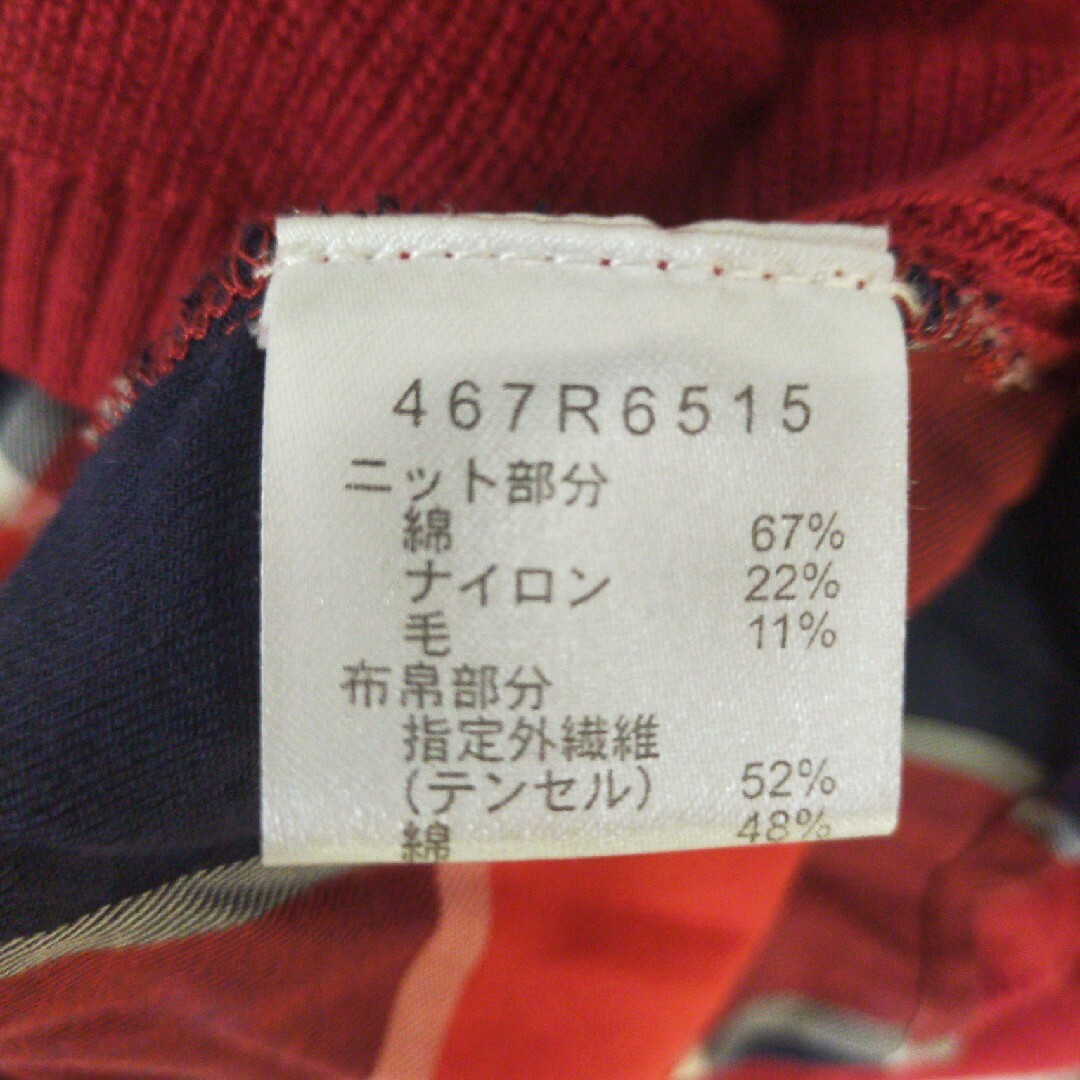 467R6515
ニット部分
綿 67%
ナイロン 22%
毛 11%
布帛部分
指定外繊維
(テンセル) 52%
綿 48%